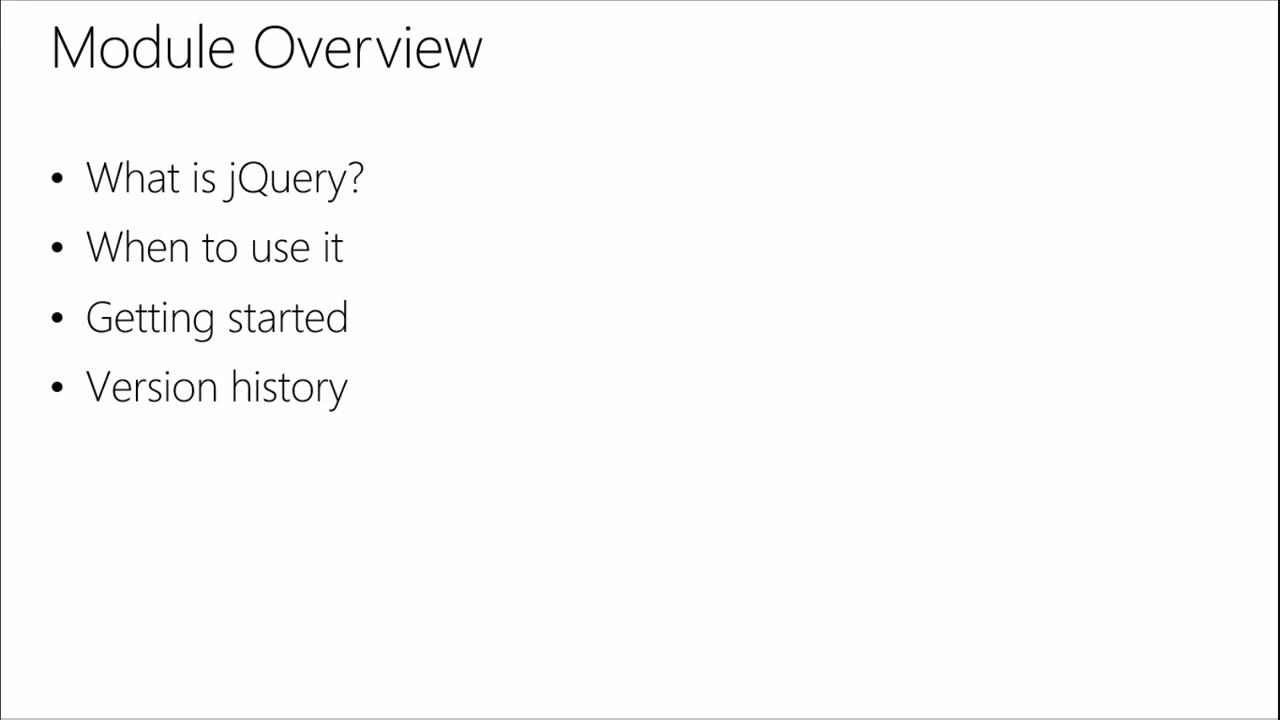 Module Overview
• What is jQuery?
• When to use it
• Getting started
• Version history